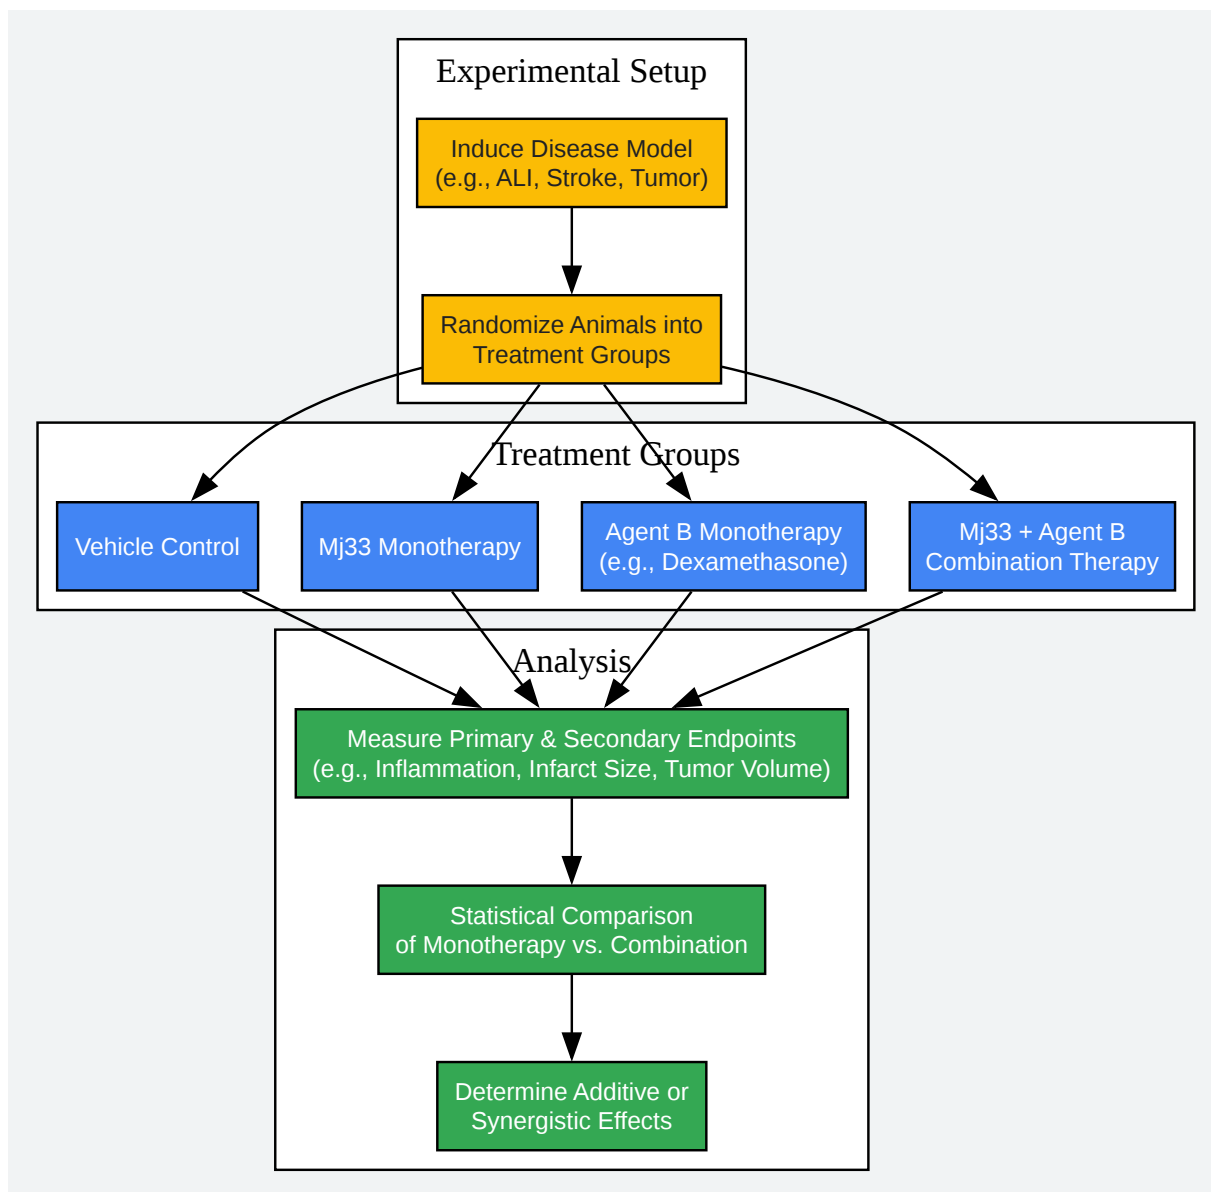 Experimental Setup
Induce Disease Model
(e.g., ALI, Stroke, Tumor)
Randomize Animals into
Treatment Groups
Treatment Groups
Vehicle Control
Mj33 Monotherapy
Agent B Monotherapy
(e.g., Dexamethasone)
Mj33 + Agent B
Combination Therapy
Analysis
Measure Primary & Secondary Endpoints
(e.g., Inflammation, Infarct Size, Tumor Volume)
Statistical Comparison
of Monotherapy vs. Combination
Determine Additive or
Synergistic Effects